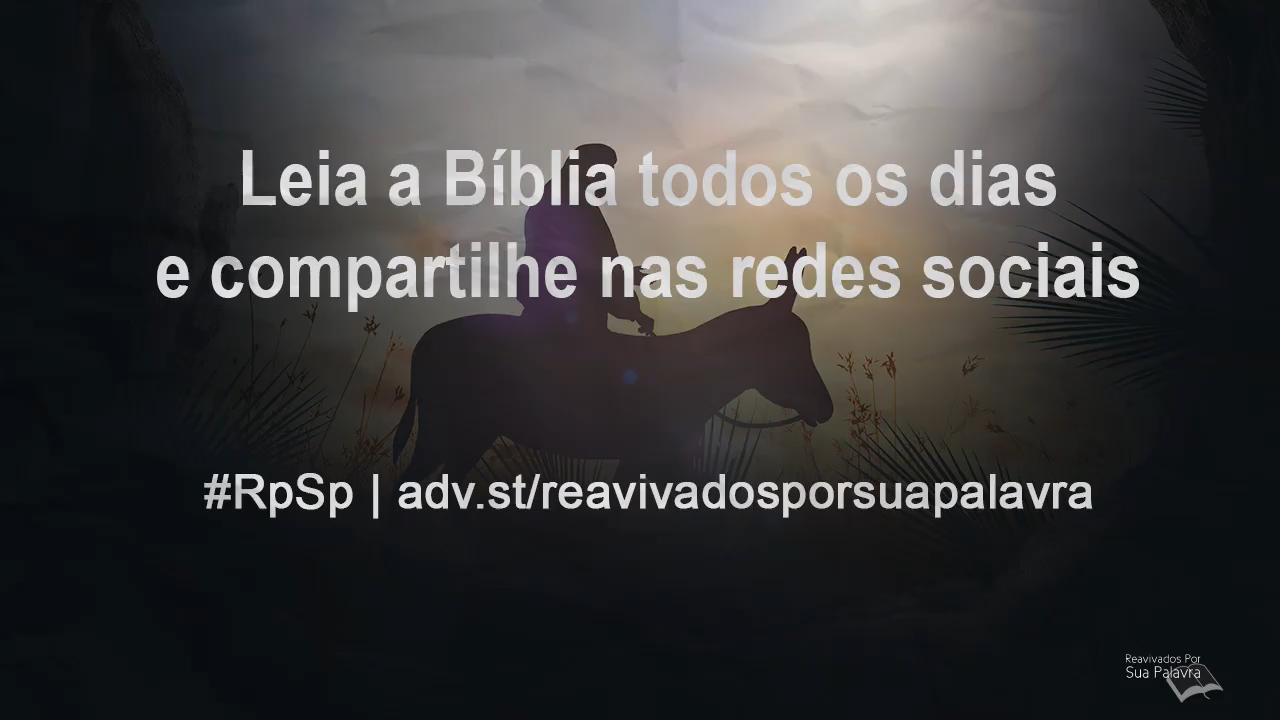 Leia a Bíblia todos os dias
e compartilhe nas redes sociais
#RpSp | adv.st/reavivadosporsuapalavra
Reavivados Por
Sua Palavra